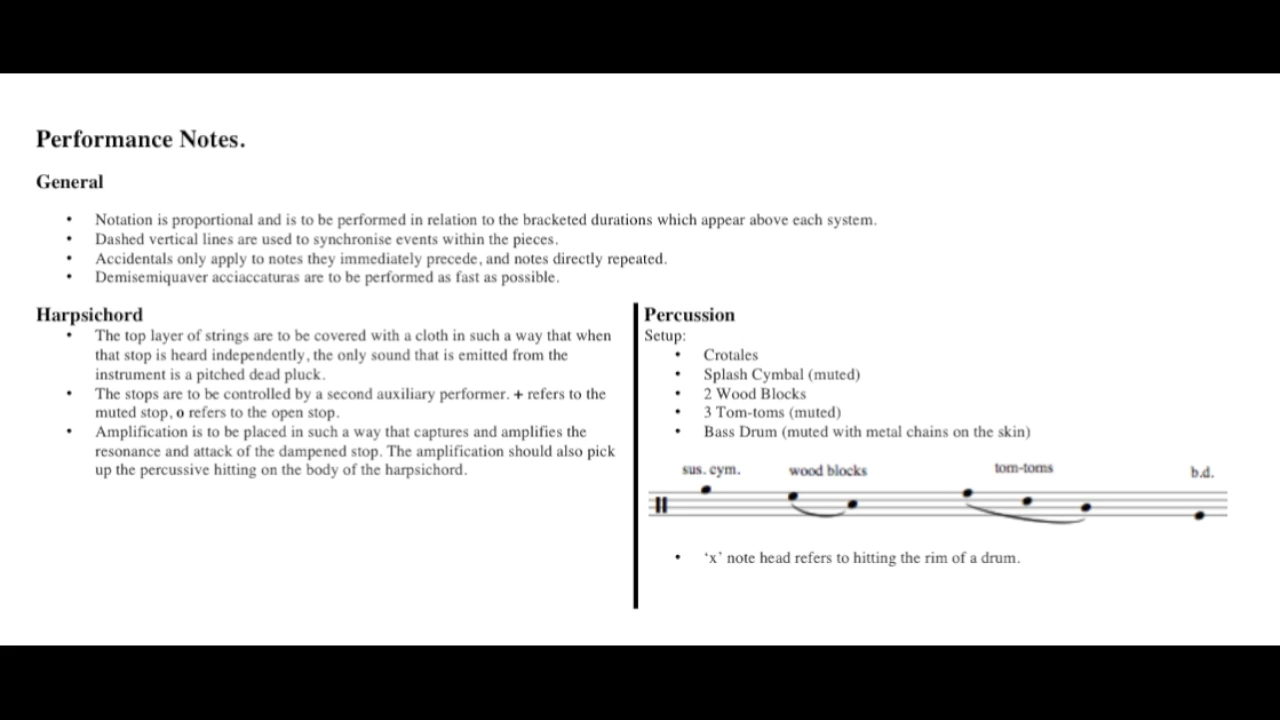 Performance Notes.
General
• Notation is proportional and is to be performed in relation to the bracketed durations which appear above each system.
• Dashed vertical lines are used to synchronise events within the pieces.
• Accidentals only apply to notes they immediately precede, and notes directly repeated.
• Demisemiquaver acciaccaturas are to be performed as fast as possible.
Harpsichord
• The top layer of strings are to be covered with a cloth in such a way that when
that stop is heard independently, the only sound that is emitted from the
instrument is a pitched dead pluck.
• The stops are to be controlled by a second auxiliary performer. + refers to the
muted stop, o refers to the open stop.
• Amplification is to be placed in such a way that captures and amplifies the
resonance and attack of the dampened stop. The amplification should also pick
up the percussive hitting on the body of the harpsichord.
Percussion
Setup:
• Crotales
• Splash Cymbal (muted)
• 2 Wood Blocks
• 3 Tom-toms (muted)
• Bass Drum (muted with metal chains on the skin)
sus. cym. wood blocks tom-toms b.d.
• ‘x’ note head refers to hitting the rim of a drum.